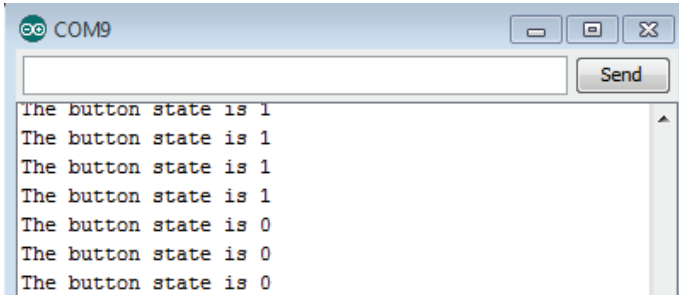 COM9
Send
The button state is 1
The button state is 1
The button state is 1
The button state is 1
The button state is 0
The button state is 0
The button state is 0